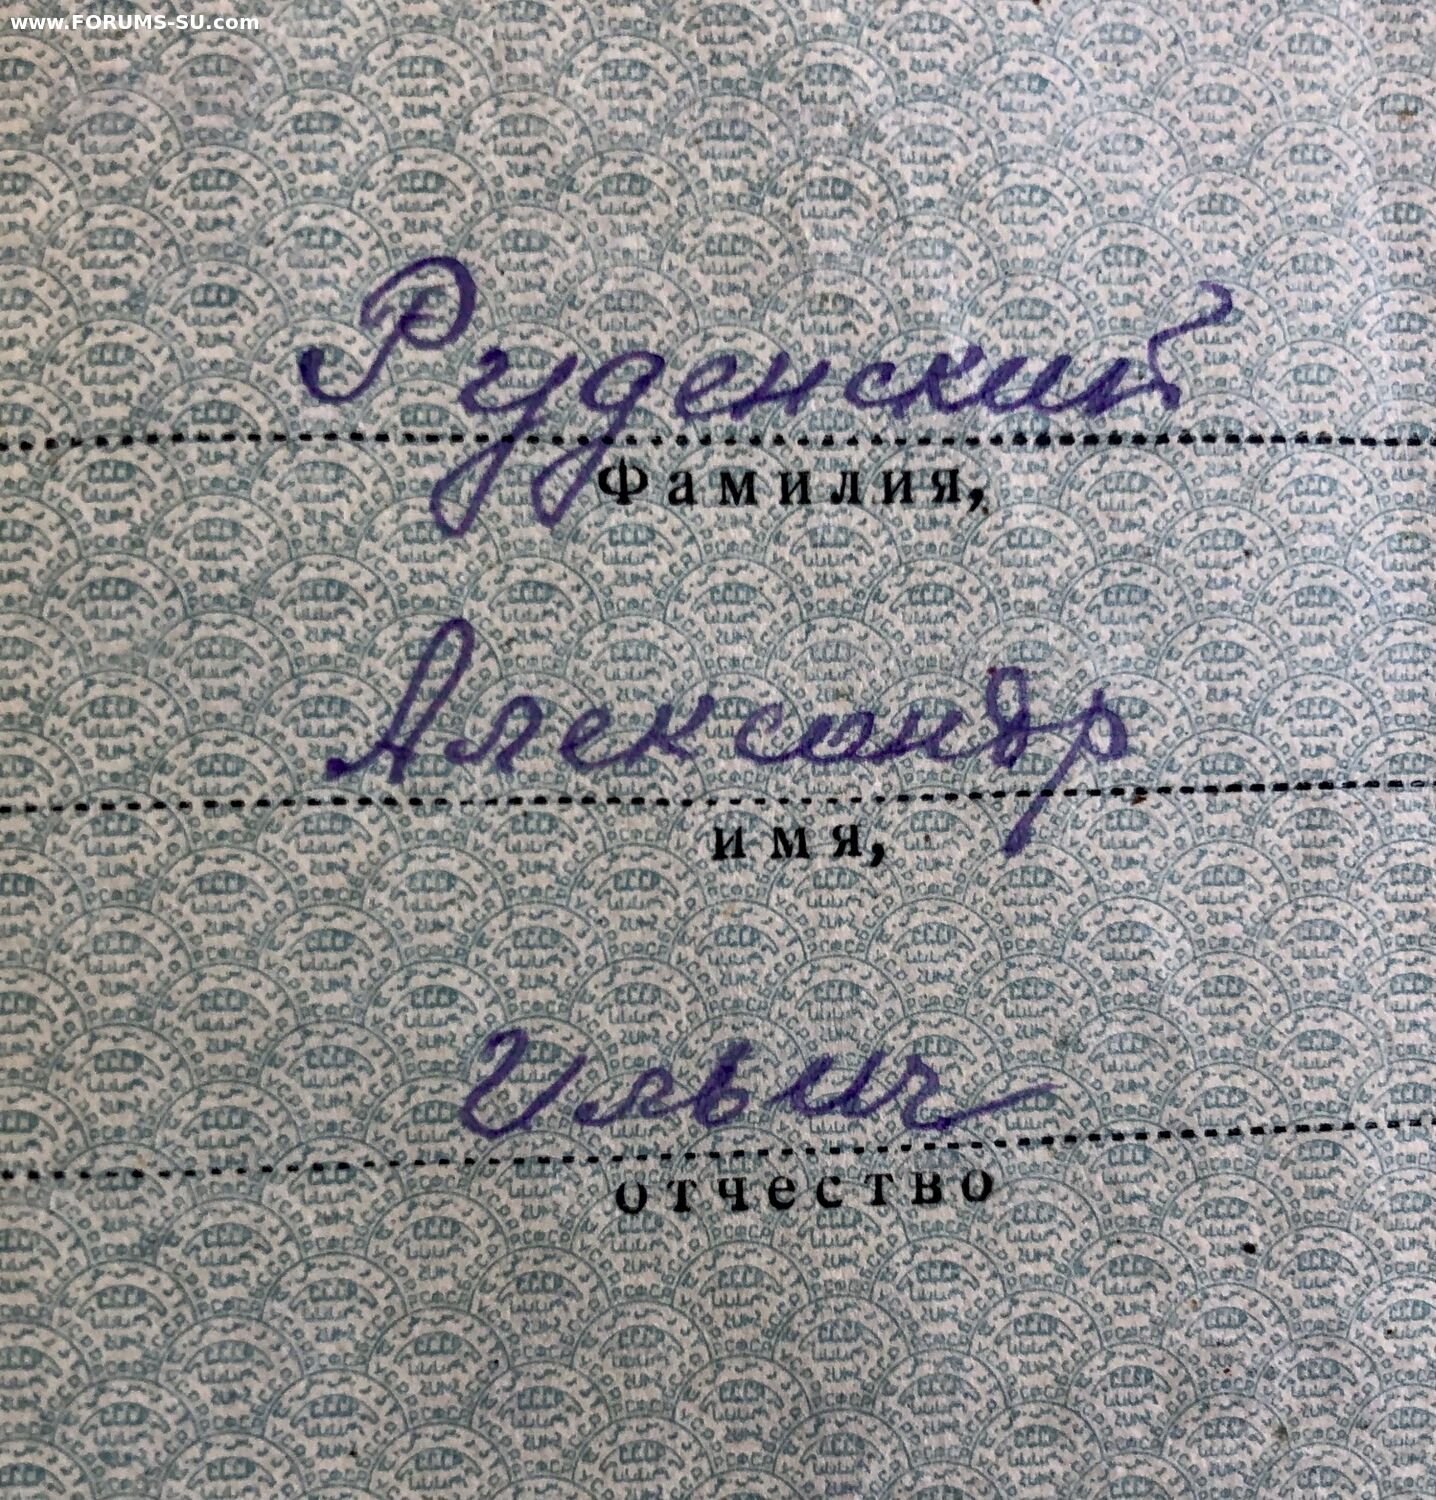 www.FORUMS-SU.com
Руденский
Фамилия,
Александр
имя,
Ильич
отчество